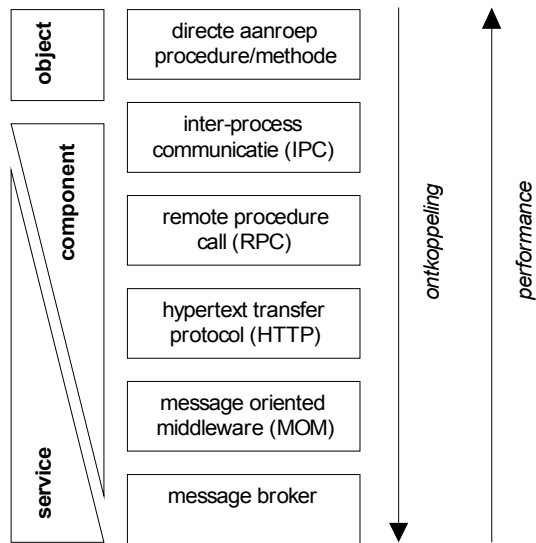 object
component
service
directe aanroep
procedure/methode
inter-process
communicatie (IPC)
remote procedure
call (RPC)
hypertext transfer
protocol (HTTP)
message oriented
middleware (MOM)
message broker
ontkoppeling
performance